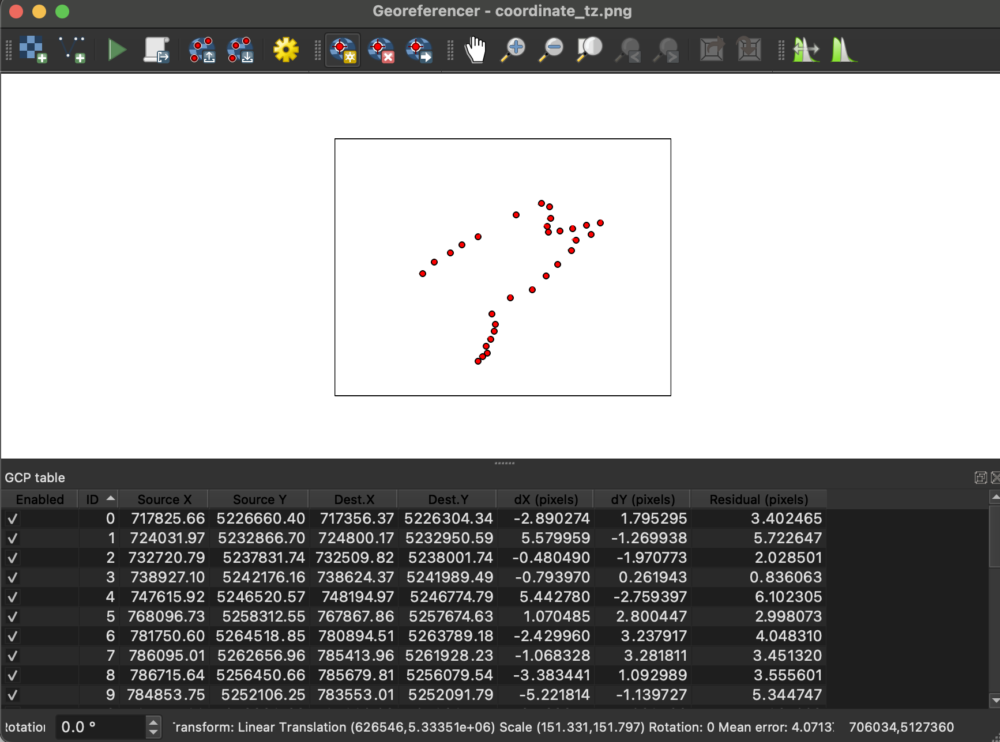 Georeferencer - coordinate_tz.png
GCP table
Enabled ID Source X Source Y Dest.X Dest.Y dX (pixels) dY (pixels) Residual (pixels)
0 717825.66 5226660.40 717356.37 5226304.34 -2.890274 1.795295 3.402465
1 724031.97 5232866.70 724800.17 5232950.59 5.579959 -1.269938 5.722647
2 732720.79 5237831.74 732509.82 5238001.74 -0.480490 -1.970773 2.028501
3 738927.10 5242176.16 738624.37 5241989.49 -0.793970 0.261943 0.836063
4 747615.92 5246520.57 748194.97 5246774.79 5.442780 -2.759397 6.102305
5 768096.73 5258312.55 767867.86 5257674.63 1.070485 2.800447 2.998073
6 781750.60 5264518.85 780894.51 5263789.18 -2.429960 3.237917 4.048310
7 786095.01 5262656.96 785413.96 5261928.23 -1.068328 3.281811 3.451320
8 786715.64 5256450.66 785679.81 5256079.54 -3.383441 1.092989 3.555601
9 784853.75 5252106.25 783553.01 5252091.79 -5.221814 -1.139727 5.344747
0.0 ° Linear Translation (626546,5.33351e+06) Scale (151.331,151.797) Rotation: 0 Mean error: 706034,5127360